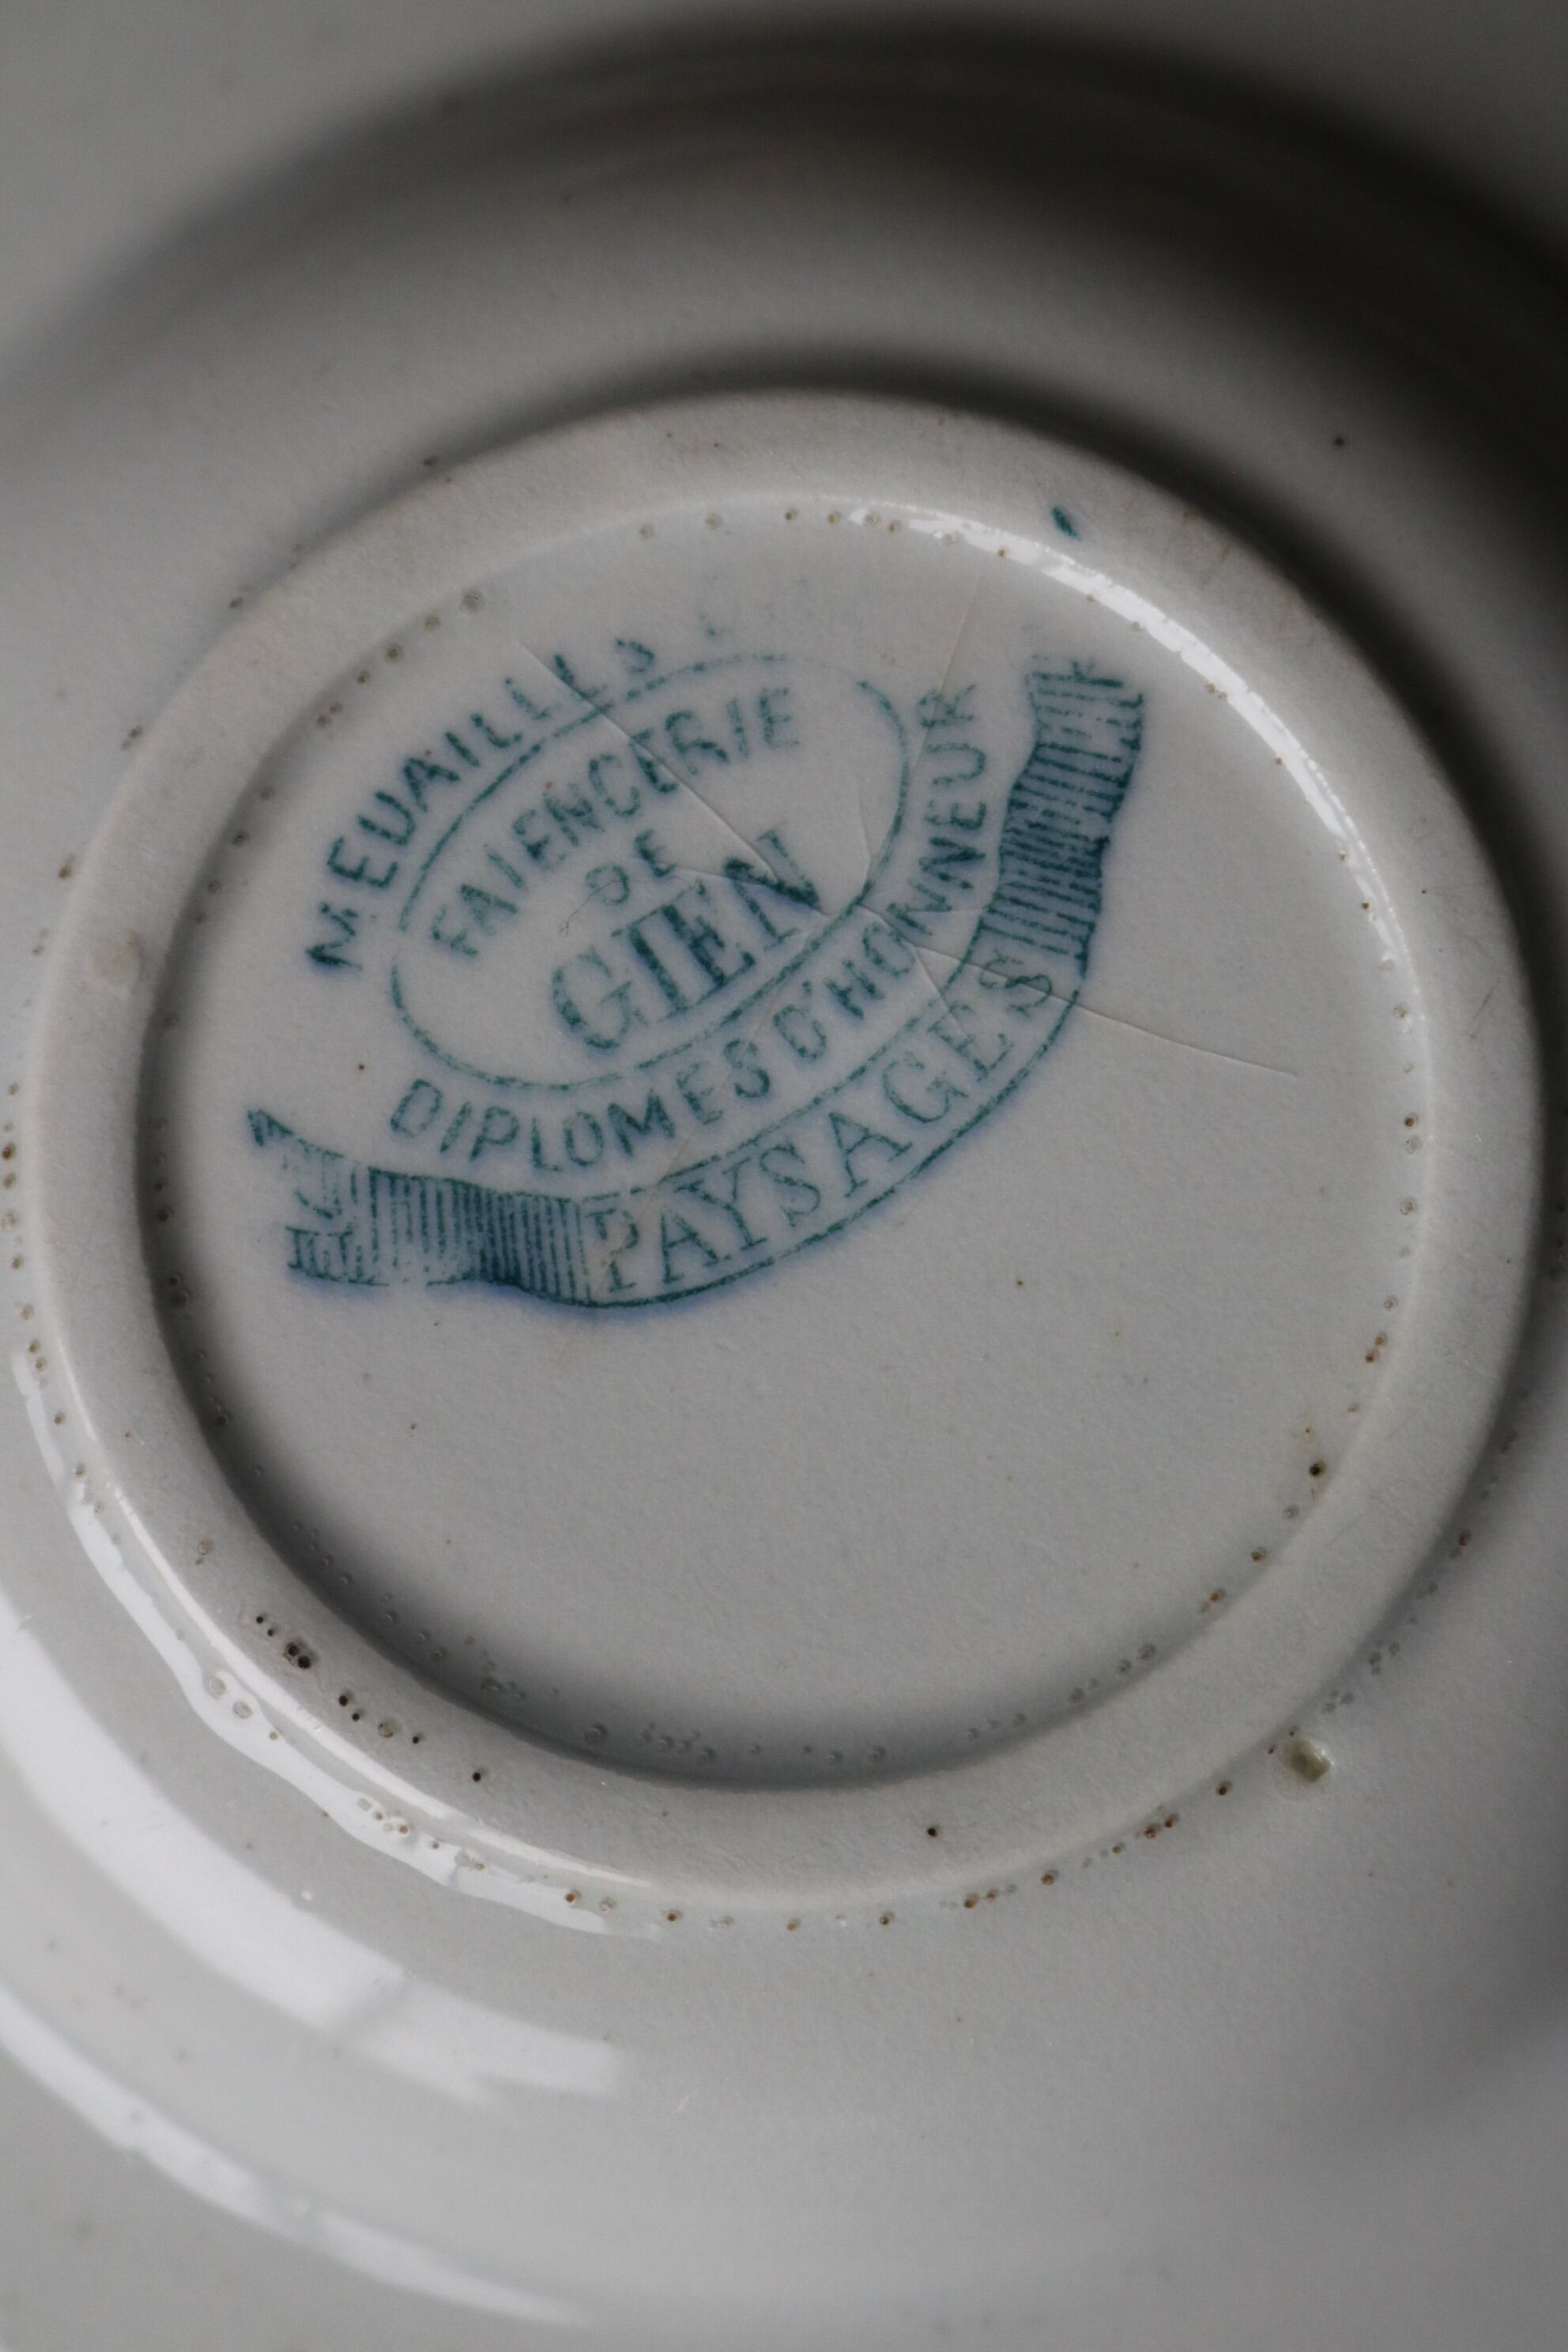 MEDAILLES D
FAIENCERIE
DE
GIEN
DIPLOMES D'HONNEUR
PAYSAGES